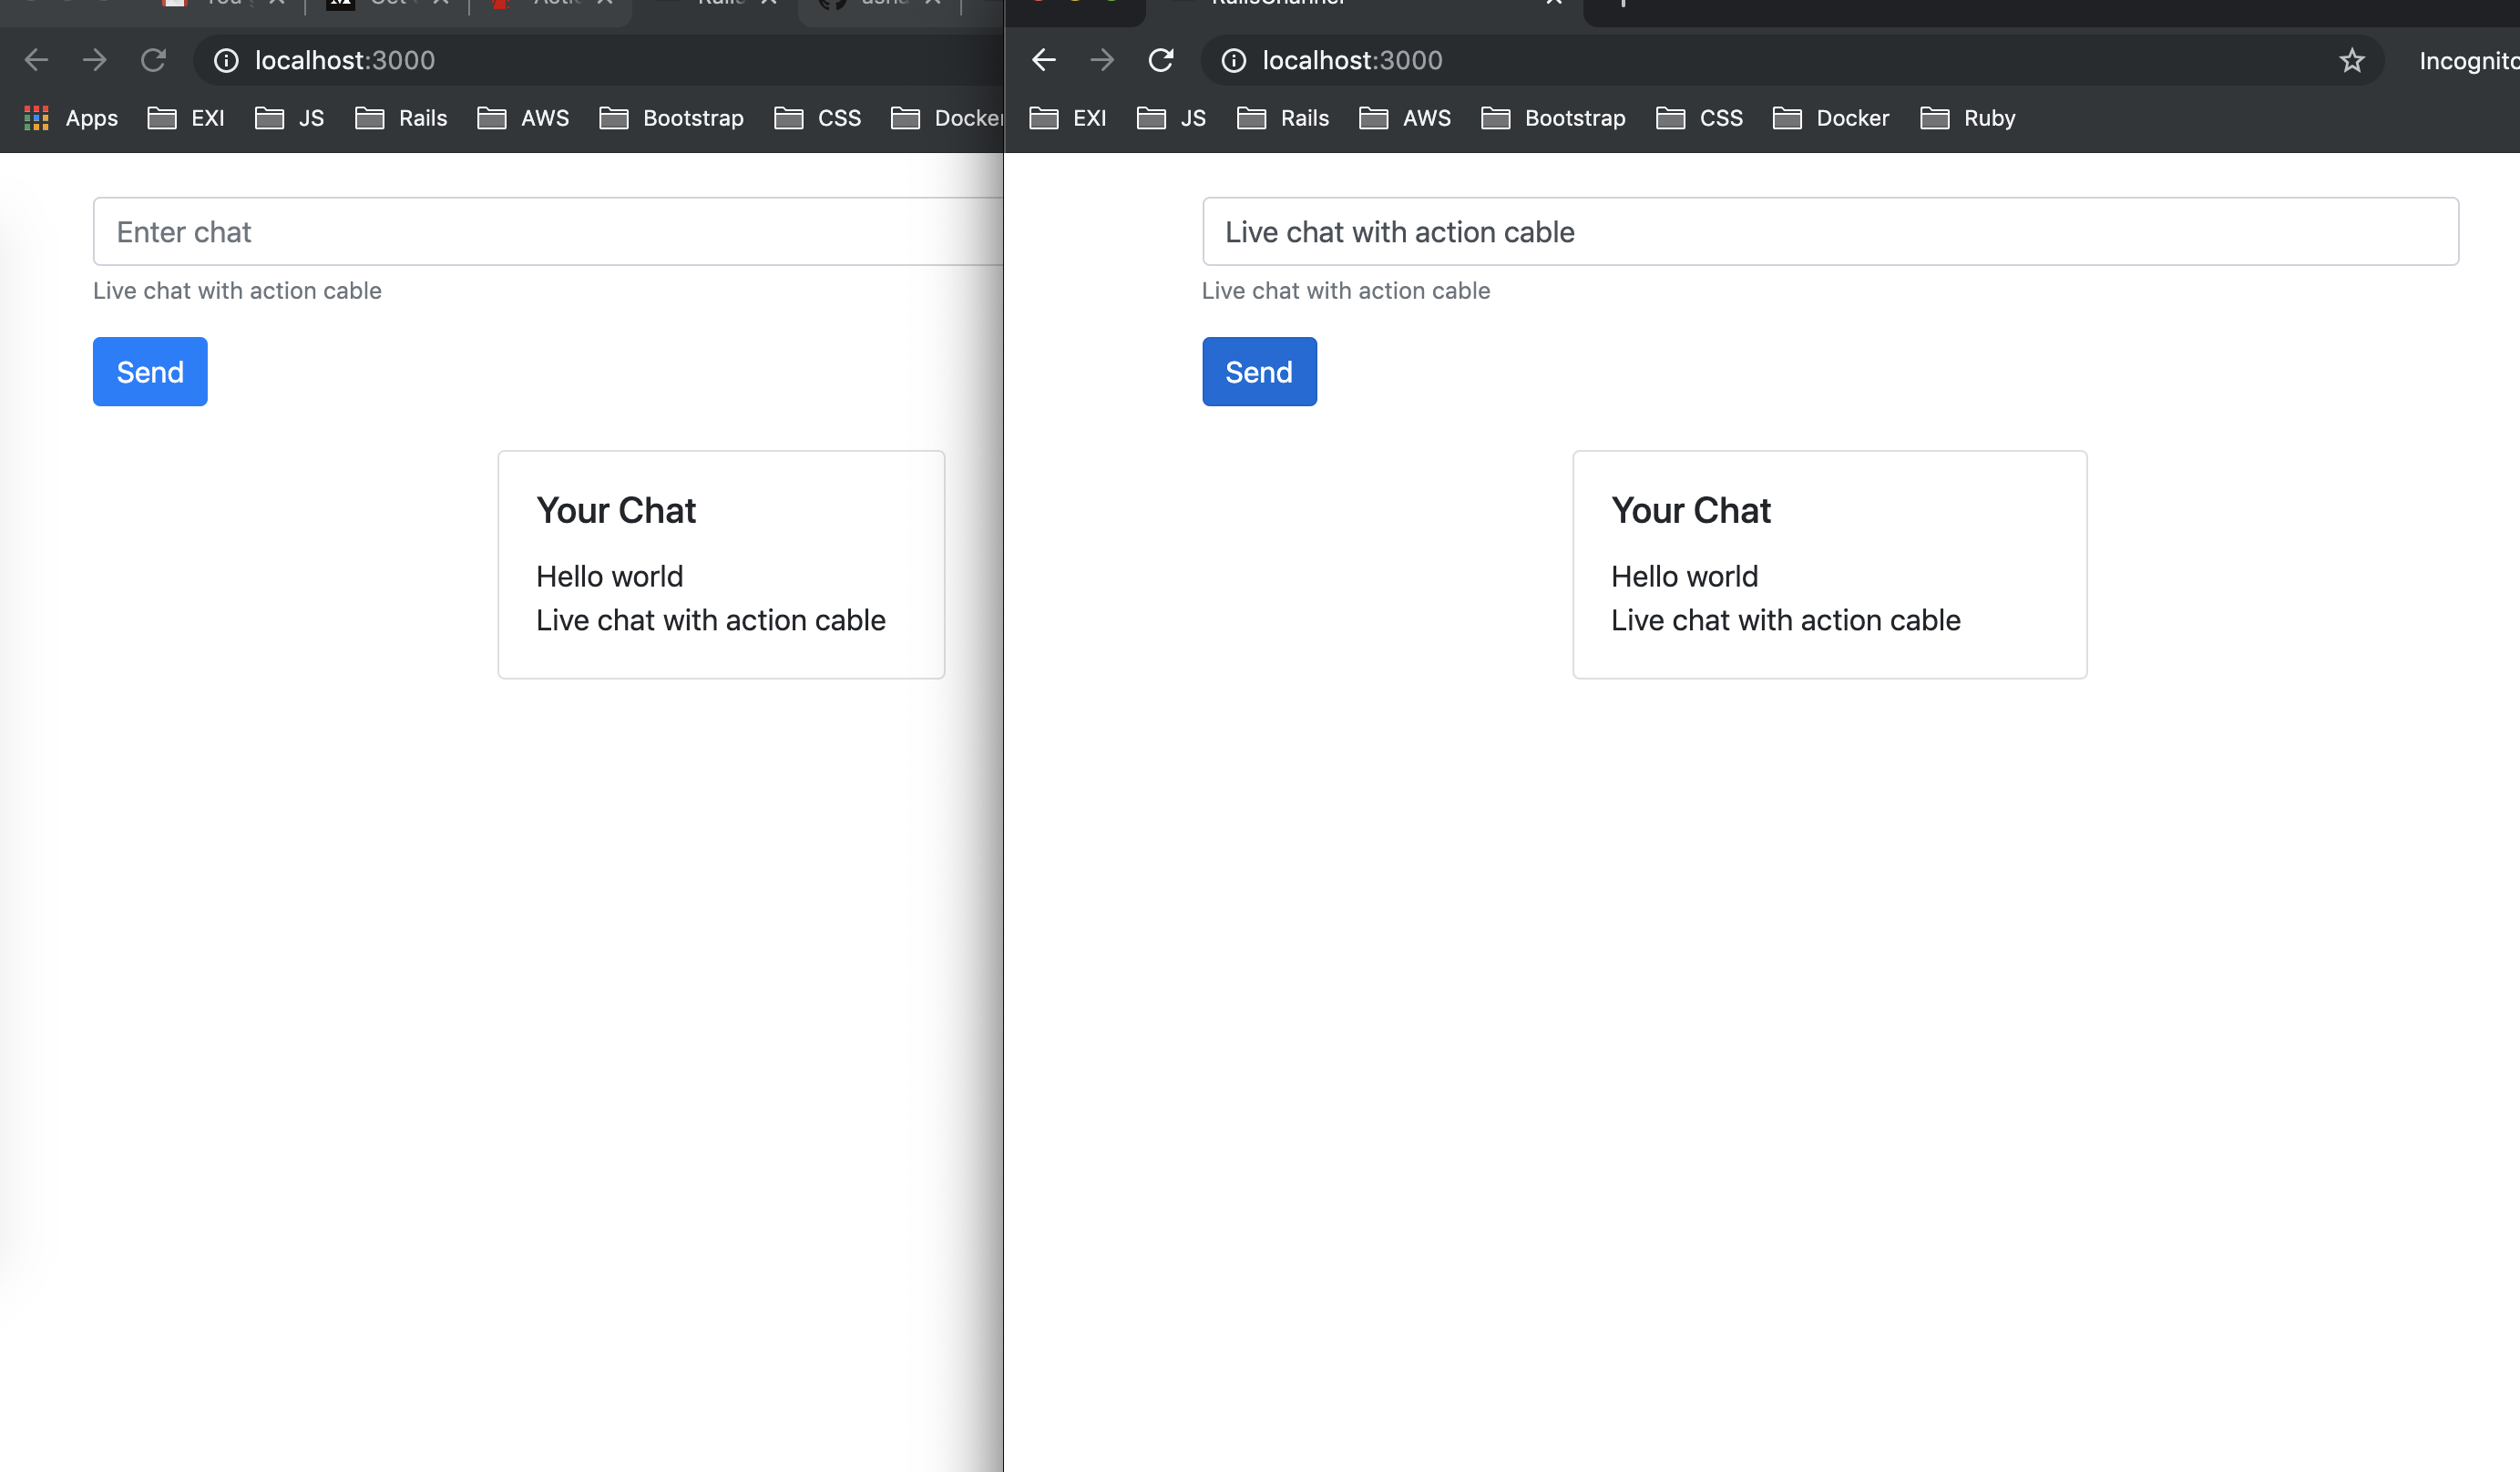 localhost:3000
Apps EXI JS Rails AWS Bootstrap CSS
Enter chat
Live chat with action cable
Send
Your Chat
Hello world
Live chat with action cable
RailsChannel
localhost:3000
EXI JS Rails AWS Bootstrap CSS Docker Ruby
Live chat with action cable
Live chat with action cable
Send
Your Chat
Hello world
Live chat with action cable